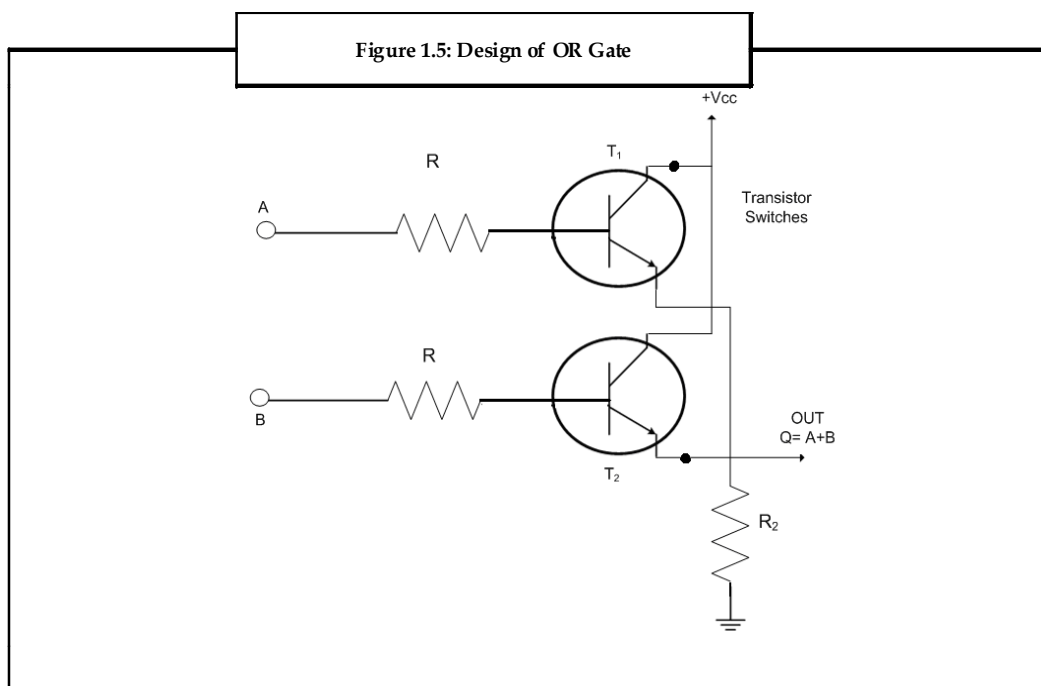 Figure 1.5: Design of OR Gate
+Vcc
T₁
R
A
Transistor
Switches
R
B
OUT
Q= A+B
T₂
R₂